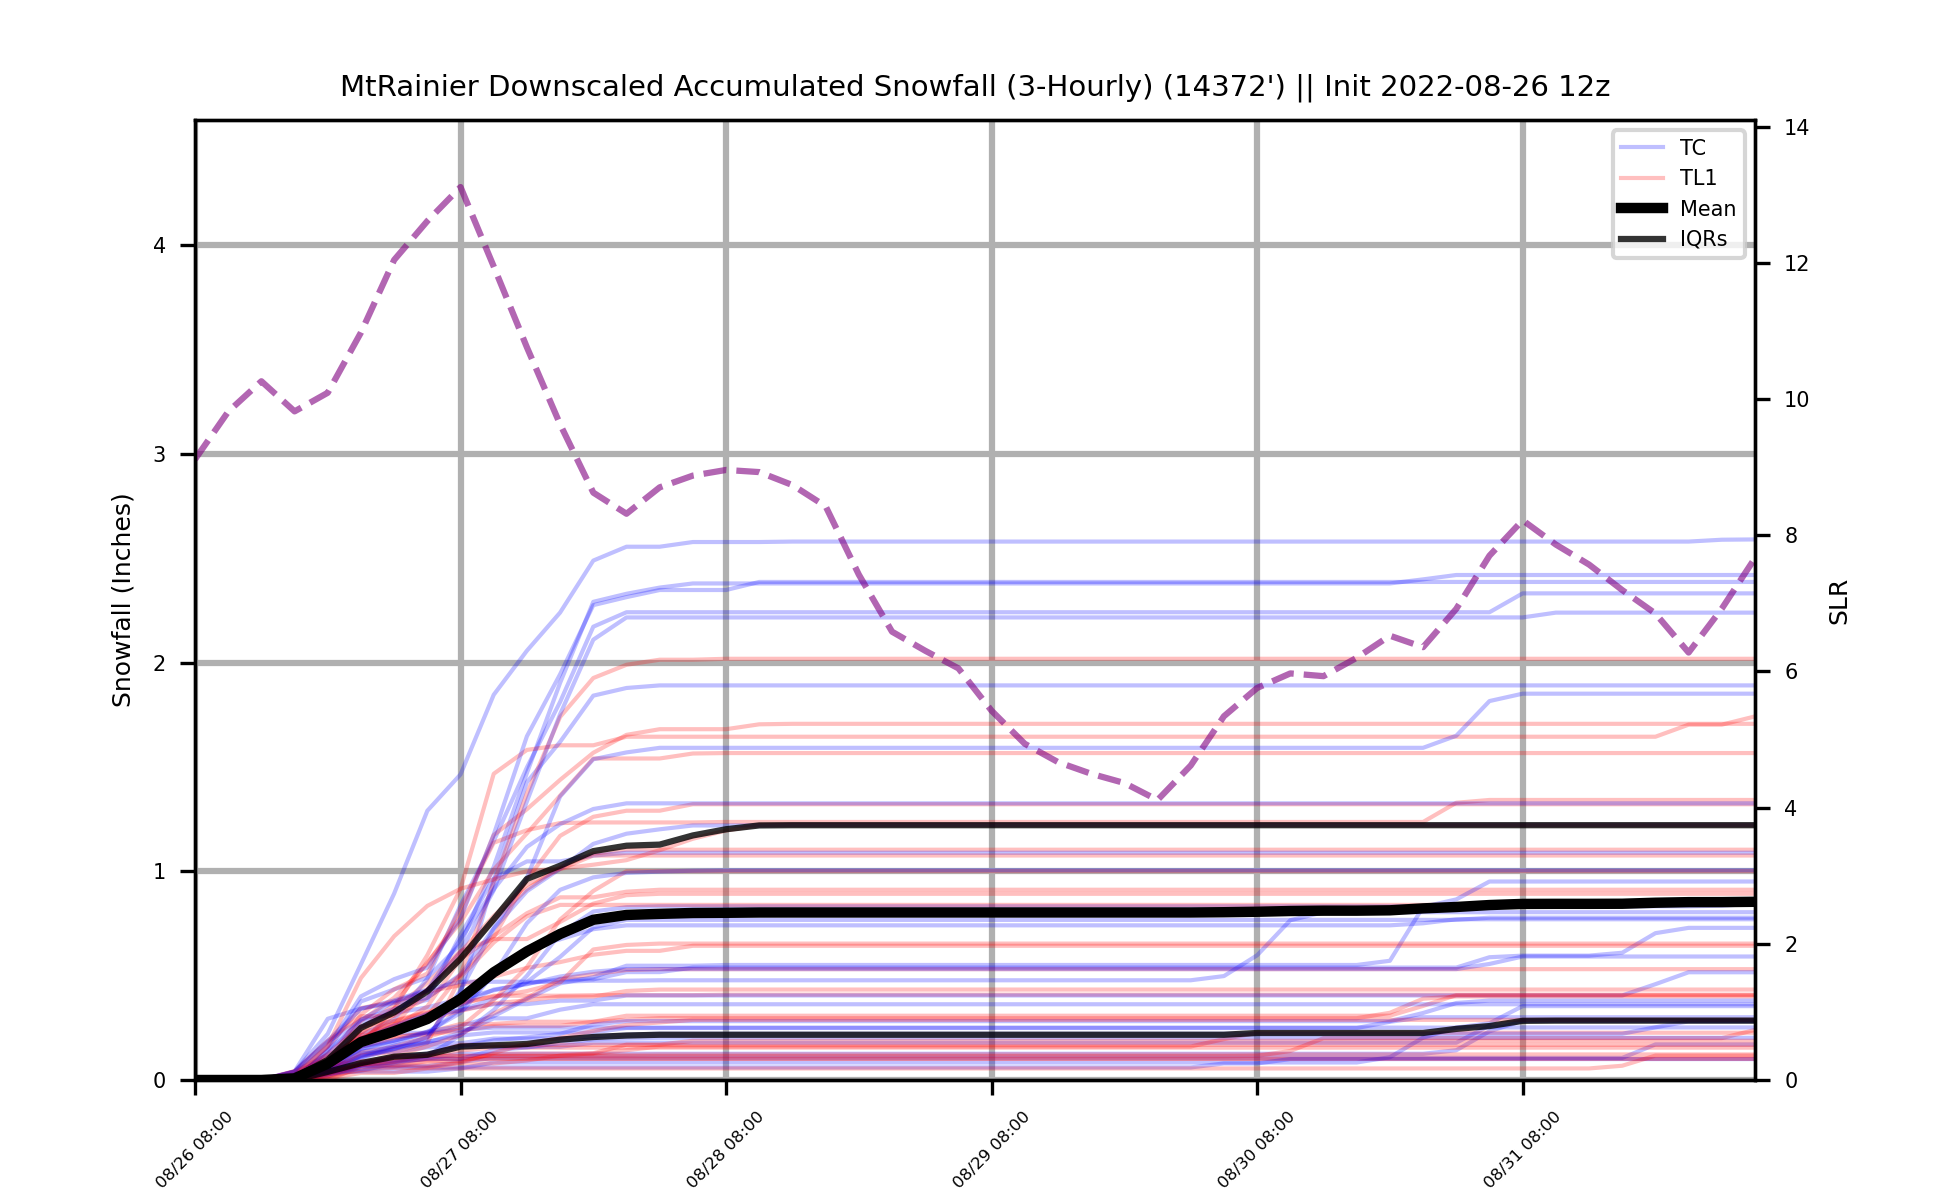 MtRainier Downscaled Accumulated Snowfall (3-Hourly) (14372') || Init 2022-08-26 12z
TC
TL1
Mean
IQRs
Snowfall (Inches)
4
3
2
1
0
14
12
10
8
6
4
2
0
SLR
08/26 08:00
08/27 08:00
08/28 08:00
08/29 08:00
08/30 08:00
08/31 08:00